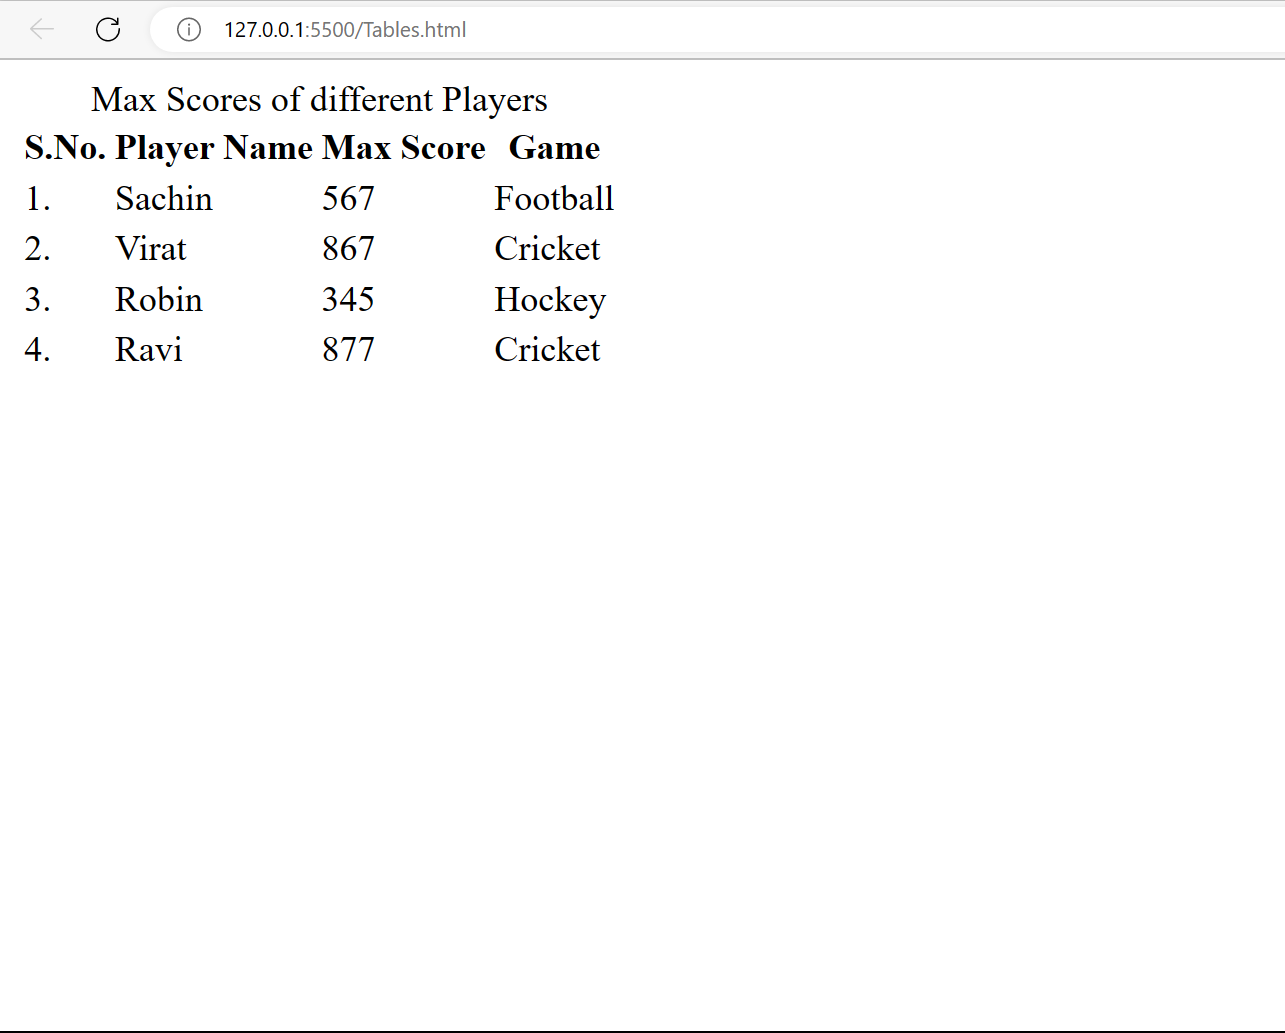 127.0.0.1:5500/Tables.html
Max Scores of different Players
S.No. Player Name Max Score Game
1. Sachin 567 Football
2. Virat 867 Cricket
3. Robin 345 Hockey
4. Ravi 877 Cricket